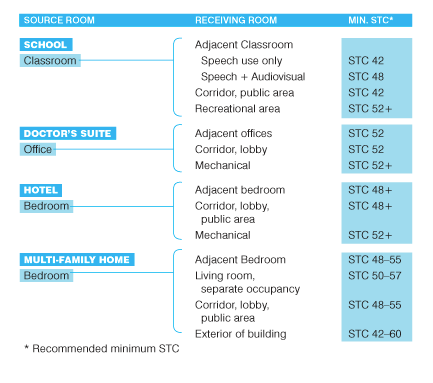 SOURCE ROOM RECEIVING ROOM MIN. STC*
SCHOOL Adjacent Classroom
Classroom Speech use only STC 42
Speech + Audiovisual STC 48
Corridor, public area STC 42
Recreational area STC 52+
DOCTOR'S SUITE Adjacent offices STC 52
Office Corridor, lobby STC 52
Mechanical STC 52+
HOTEL Adjacent bedroom STC 48+
Bedroom Corridor, lobby, STC 48+
public area
Mechanical STC 52+
MULTI-FAMILY HOME Adjacent Bedroom STC 48–55
Bedroom Living room, STC 50–57
separate occupancy
Corridor, lobby, STC 48–55
public area
Exterior of building STC 42–60
* Recommended minimum STC